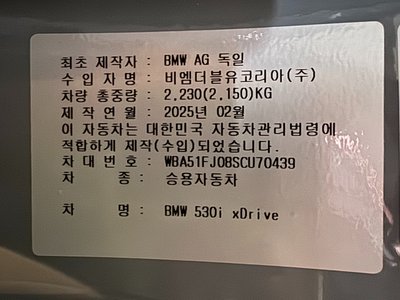 최초 제작자 : BMW AG 독일
수 입 자 명 : 비엠더블유코리아(주)
차량 총중량 : 2,230(2,150)KG
제 작 연 월 : 2025년 02월
이 자동차는 대한민국 자동차관리법령에
적합하게 제작(수입)되었습니다.
차 대 번 호 : WBA51FJ08SCU70439
차 종 : 승용자동차
차 명 : BMW 530i xDrive